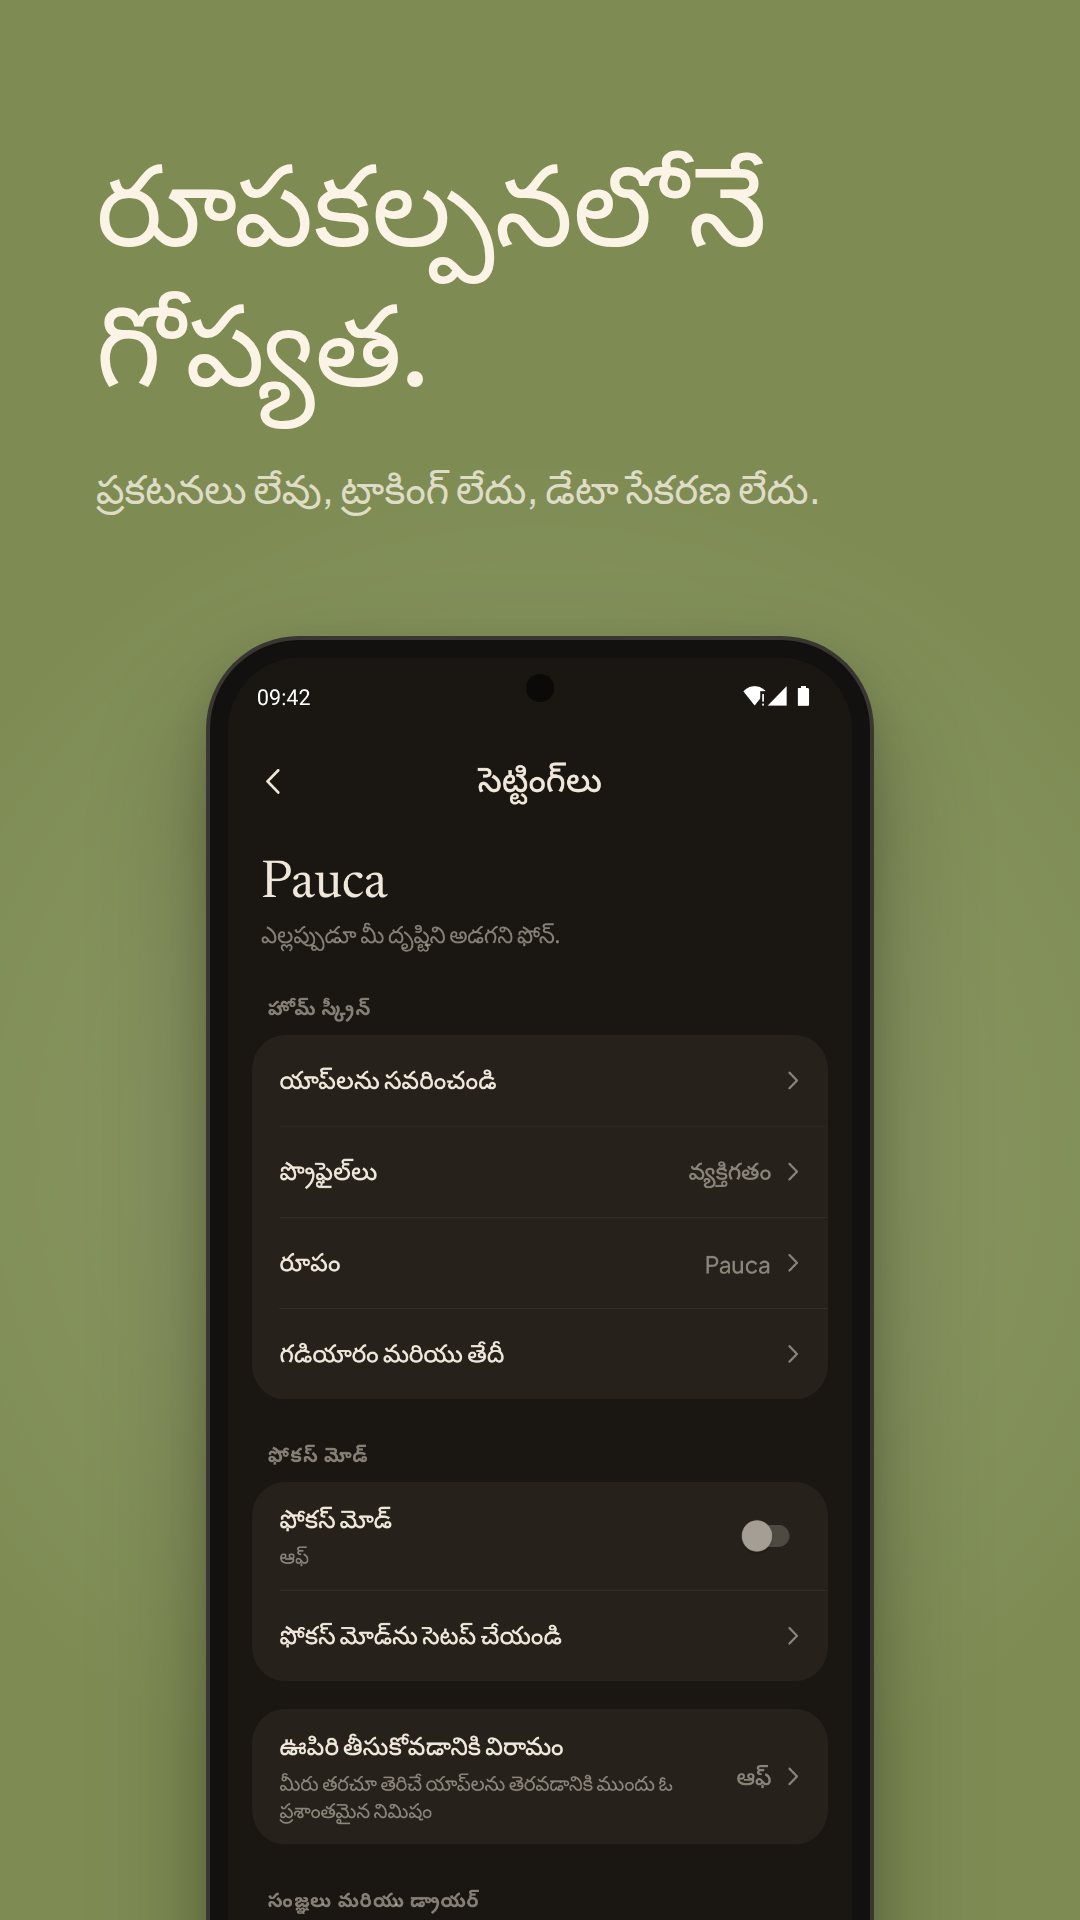 రూపకల్పనలోనే
గోప్యత.
ప్రకటనలు లేవు, ట్రాకింగ్ లేదు, డేటా సేకరణ లేదు.
09:42
సెట్టింగ్‌లు
Pauca
ఎల్లప్పుడూ మీ దృష్టిని అడగని ఫోన్.
హోమ్ స్క్రీన్
యాప్‌లను సవరించండి
ప్రొఫైల్‌లు వ్యక్తిగతం
రూపం Pauca
గడియారం మరియు తేదీ
ఫోకస్ మోడ్
ఫోకస్ మోడ్
ఆఫ్
ఫోకస్ మోడ్‌ను సెటప్ చేయండి
ఊపిరి తీసుకోవడానికి విరామం
మీరు తరచూ తెరిచే యాప్‌లను తెరవడానికి ముందు ఓ ఆఫ్
ప్రశాంతమైన నిమిషం
సంజ్ఞలు మరియు డ్రాయర్